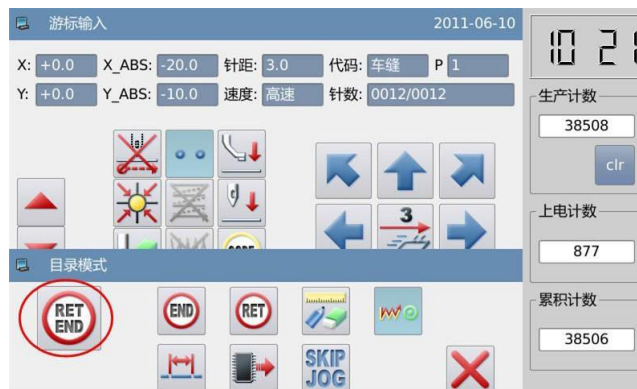 游标输入 2011-06-10
X: +0.0 X_ABS: -20.0 针距: 3.0 代码: 车缝 P 1
Y: +0.0 Y_ABS: -10.0 速度: 高速 针数: 0012/0012
3
目录模式
RET
END
END
RET
SKIP
JOG
生产计数
38508
clr
上电计数
877
累积计数
38506